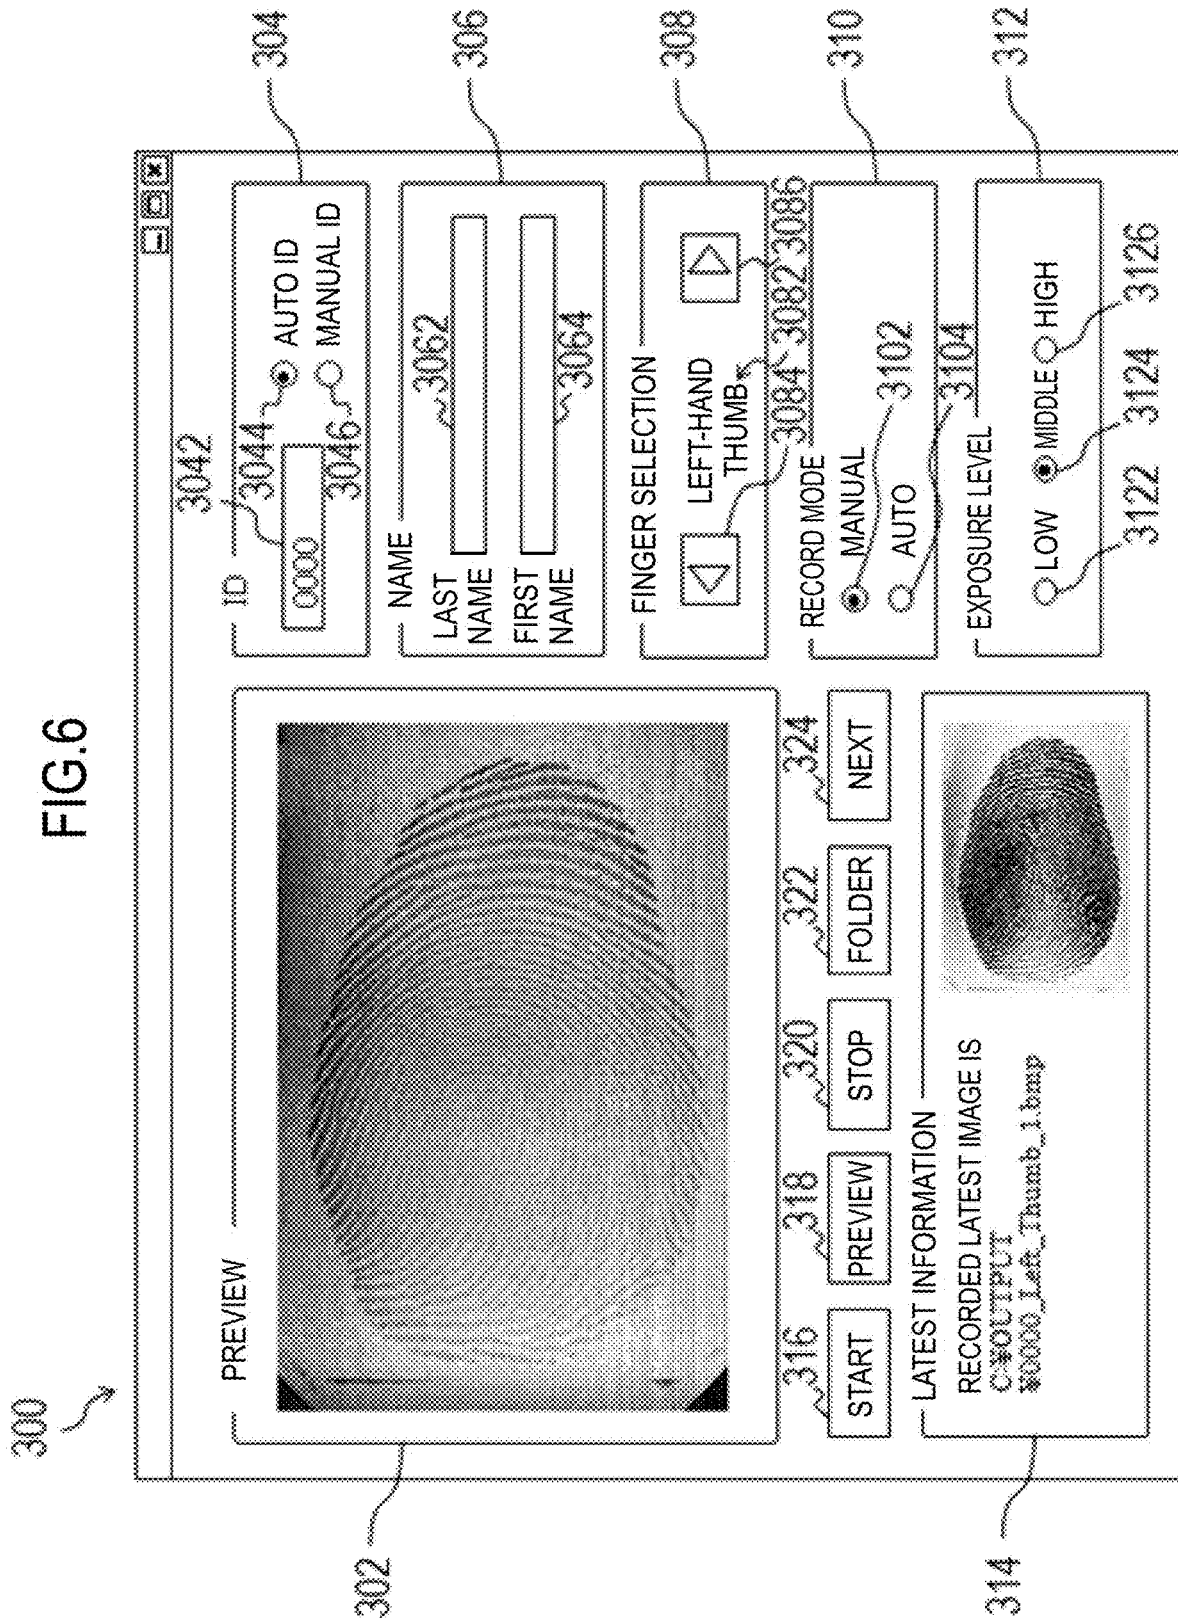 FIG.6
300
PREVIEW
302
316
START
318
PREVIEW
320
STOP
322
FOLDER
324
NEXT
LATEST INFORMATION
RECORDED LATEST IMAGE IS
C:¥OUTPUT
¥0000_Left_Thumb_1.bmp
314
ID
0000
3042
3044
3046
AUTO ID
MANUAL ID
304
NAME
LAST
NAME
3062
FIRST
NAME
3064
306
FINGER SELECTION
LEFT-HAND
THUMB
3084
3082
3086
308
RECORD MODE
MANUAL
3102
AUTO
3104
310
EXPOSURE LEVEL
LOW
MIDDLE
HIGH
3122
3124
3126
312